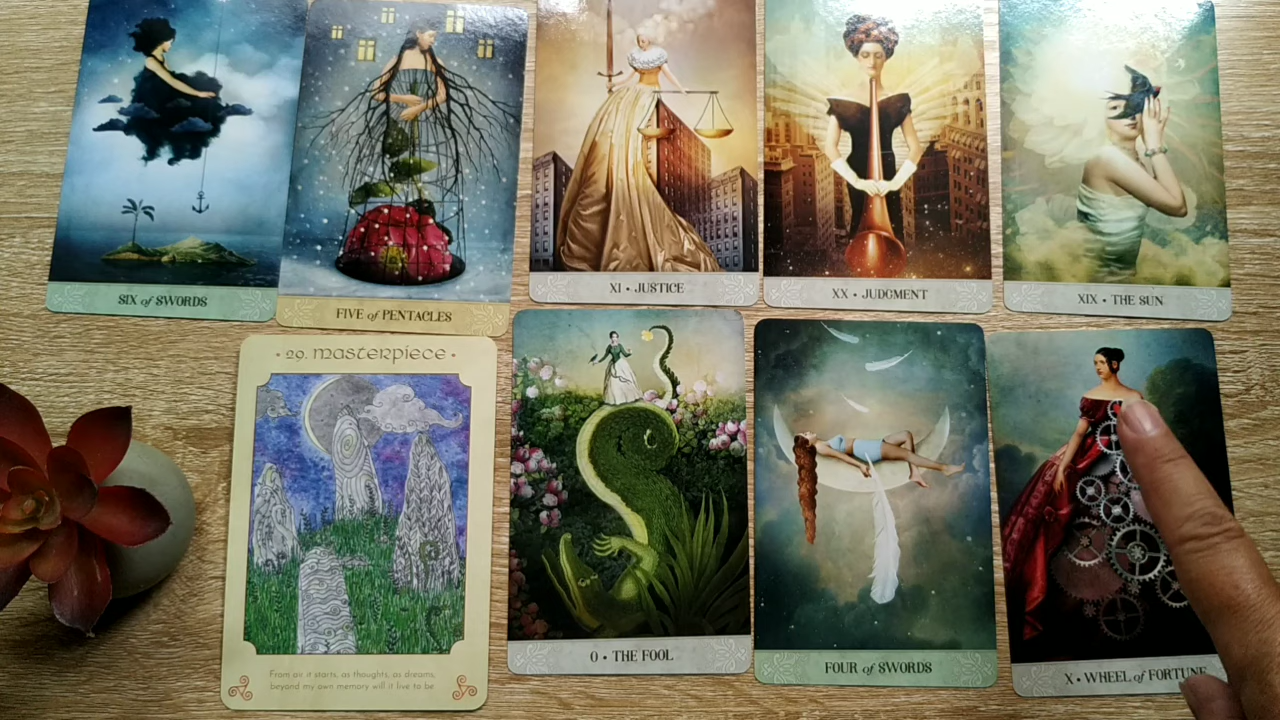 SIX of SWORDS
FIVE of PENTACLES
XI • JUSTICE
XX • JUDGMENT
XIX • THE SUN
• 29. masterpiece •
From air it starts, as thoughts, as dreams,
beyond my own memory will it live to be
0 • THE FOOL
FOUR of SWORDS
X • WHEEL of FORTUNE